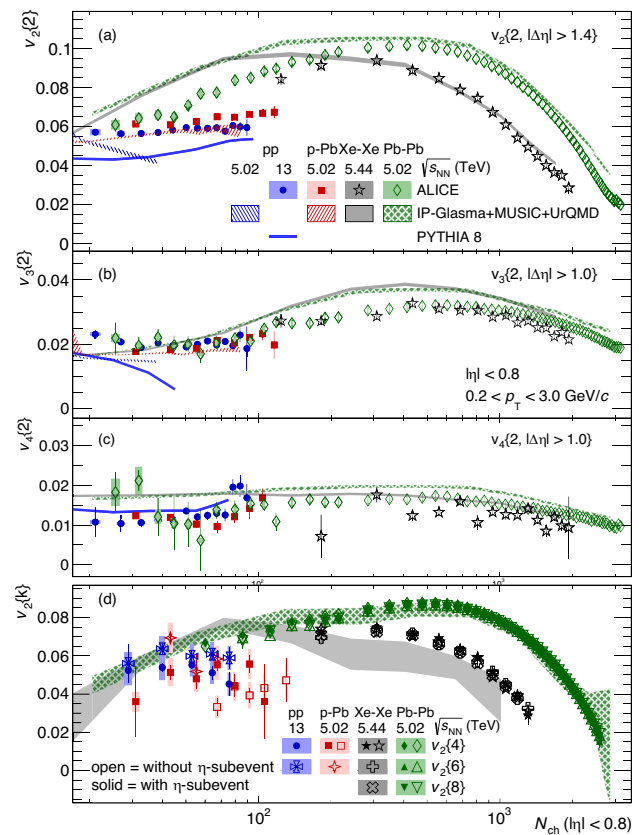 v₂{2}
0.1
0.08
0.06
0.04
0.02
0
(a)
v₂{2, |Δη| > 1.4}
pp p-Pb Xe-Xe Pb-Pb
5.02 13 5.02 5.44 5.02 √s_NN (TeV)
ALICE
IP-Glasma+MUSIC+UrQMD
PYTHIA 8
v₃{2}
0.04
0.02
0
(b)
v₃{2, |Δη| > 1.0}
|η| < 0.8
0.2 < p_T < 3.0 GeV/c
v₄{2}
0.03
0.02
0.01
0
(c)
v₄{2, |Δη| > 1.0}
10² 10³
v₂{k}
0.08
0.06
0.04
0.02
0
(d)
pp p-Pb Xe-Xe Pb-Pb
13 5.02 5.44 5.02 √s_NN (TeV)
v₂{4}
v₂{6}
v₂{8}
open = without η-subevent
solid = with η-subevent
10² 10³
N_ch (|η| < 0.8)